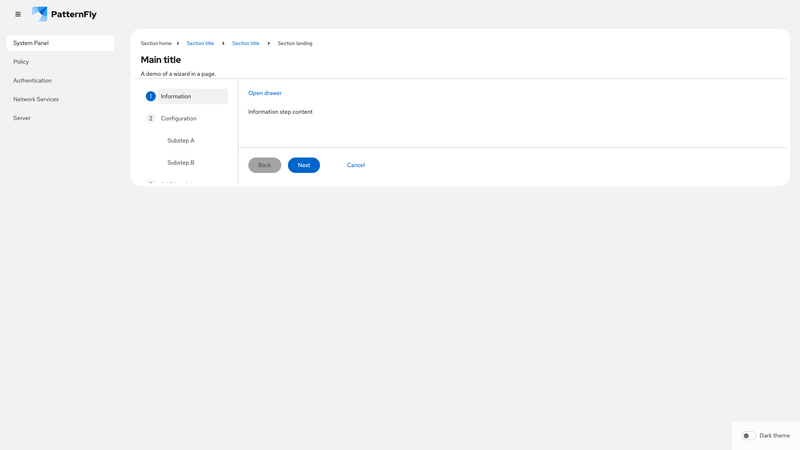 PatternFly
System Panel
Policy
Authentication
Network Services
Server
Section home > Section title > Section title > Section landing
Main title
A demo of a wizard in a page.
1 Information
2 Configuration
Substep A
Substep B
Open drawer
Information step content
Back Next Cancel
Dark theme